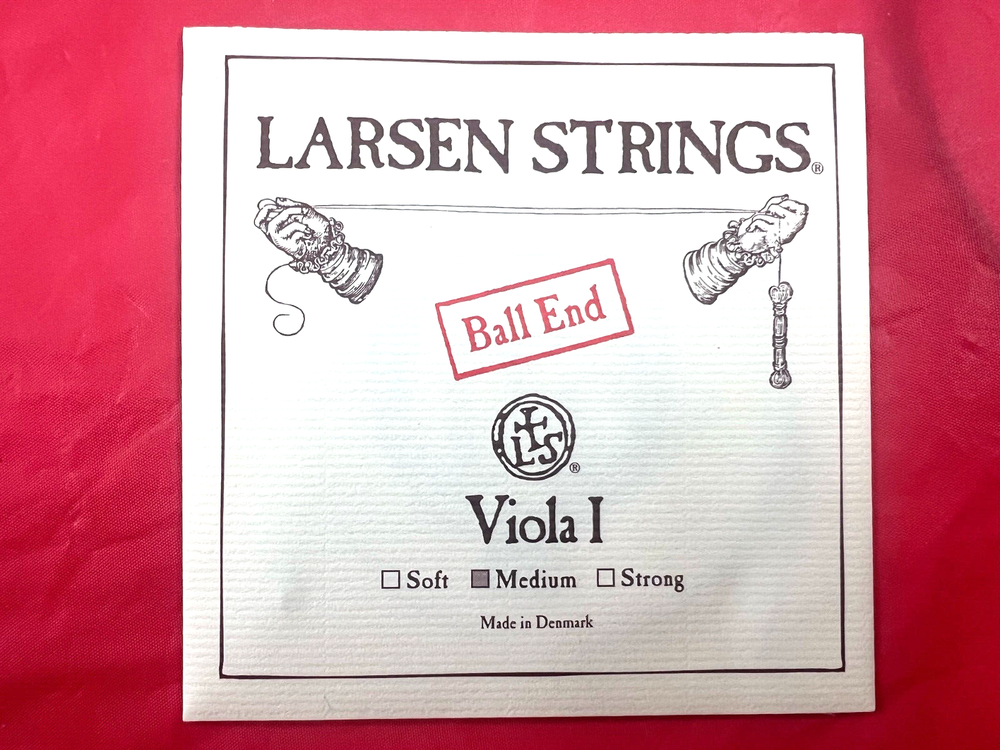 LARSEN STRINGS®
Ball End
LS®
Viola I
Soft Medium Strong
Made in Denmark